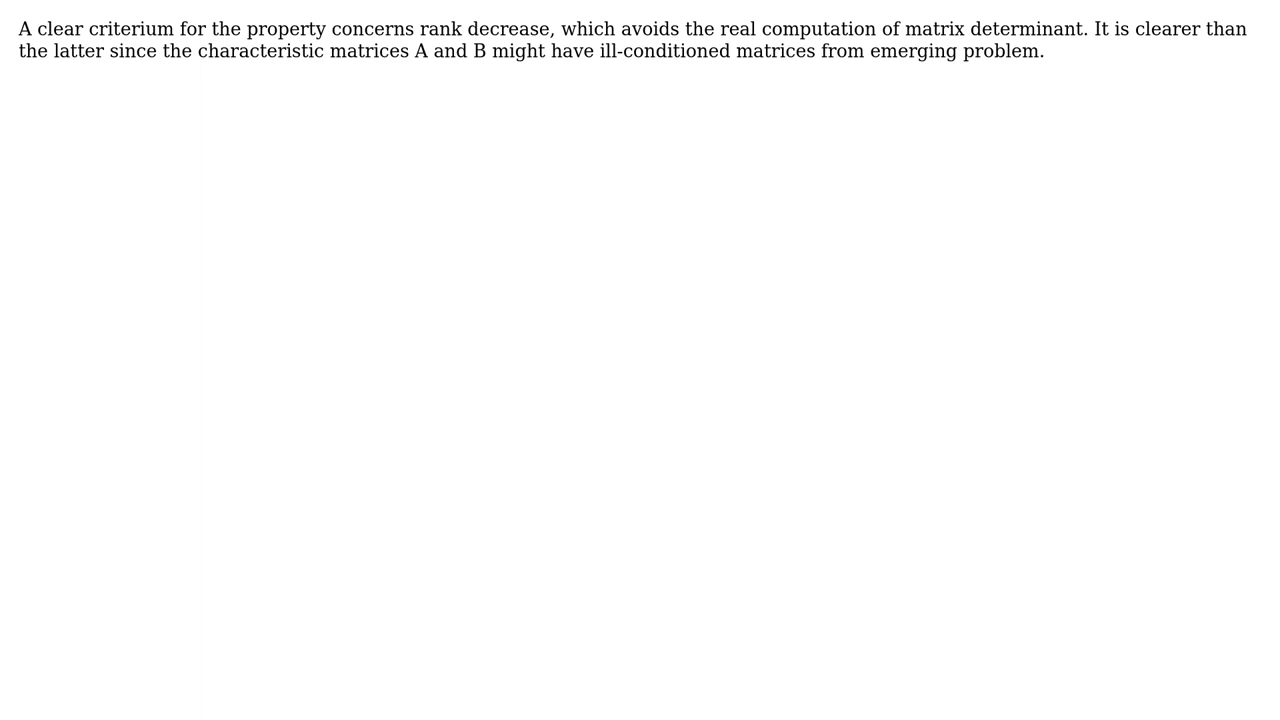 A clear criterium for the property concerns rank decrease, which avoids the real computation of matrix determinant. It is clearer than
the latter since the characteristic matrices A and B might have ill-conditioned matrices from emerging problem.